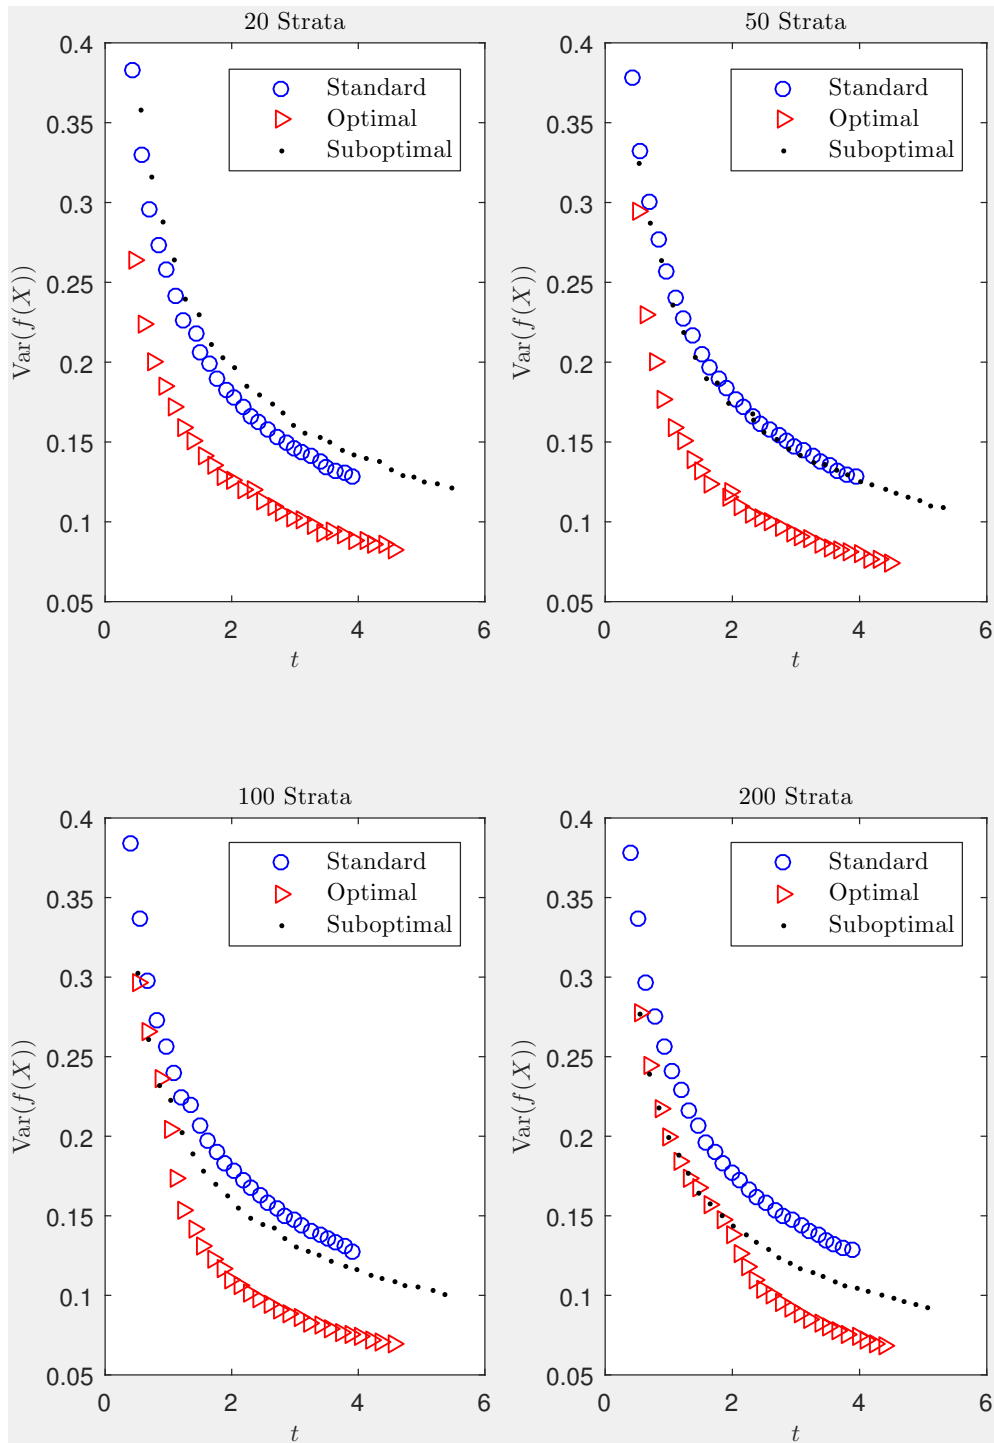 20 Strata
0.4
0.35
0.3
0.25
0.2
0.15
0.1
0.05
Var(f(X))
Standard
Optimal
Suboptimal
0 2 4 6
t
50 Strata
0.4
0.35
0.3
0.25
0.2
0.15
0.1
0.05
Var(f(X))
Standard
Optimal
Suboptimal
0 2 4 6
t
100 Strata
0.4
0.35
0.3
0.25
0.2
0.15
0.1
0.05
Var(f(X))
Standard
Optimal
Suboptimal
0 2 4 6
t
200 Strata
0.4
0.35
0.3
0.25
0.2
0.15
0.1
0.05
Var(f(X))
Standard
Optimal
Suboptimal
0 2 4 6
t